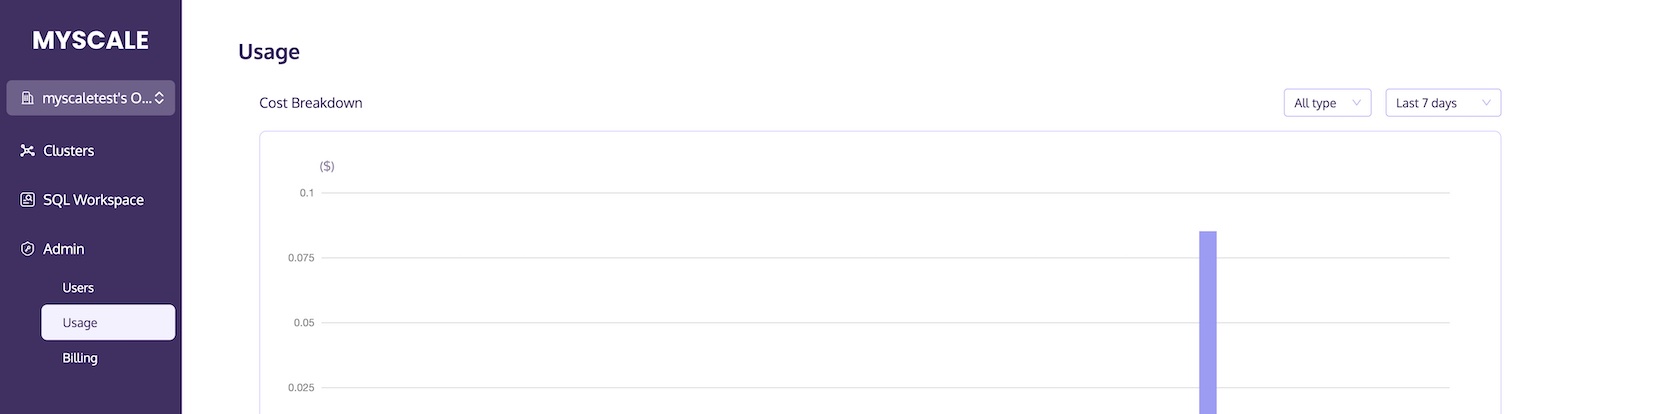 MYSCALE
myscaletest's O...
Clusters
SQL Workspace
Admin
Users
Usage
Billing
Usage
Cost Breakdown
All type
Last 7 days
($)
0.1
0.075
0.05
0.025